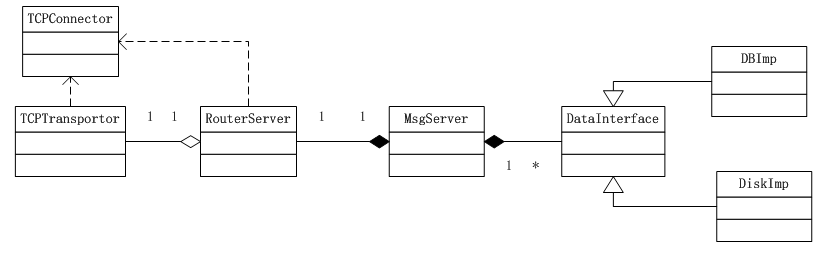 TCPConnector
DBImp
TCPTransportor
1 1
RouterServer
1 1
MsgServer
1 *
DataInterface
DiskImp